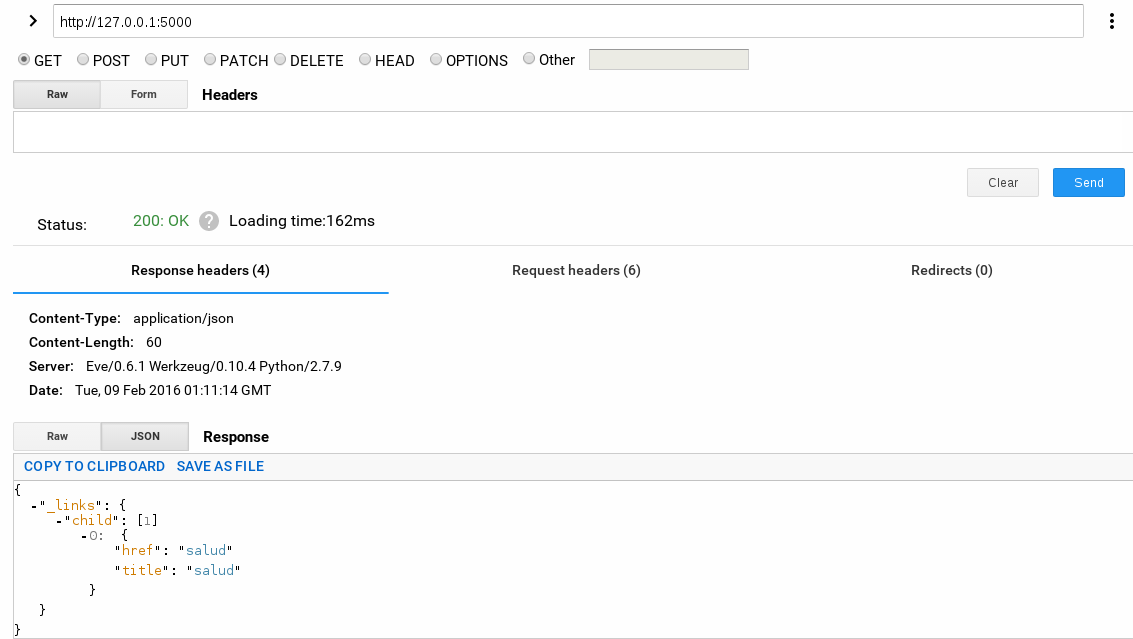 http://127.0.0.1:5000
GET POST PUT PATCH DELETE HEAD OPTIONS Other
Raw Form Headers
Clear Send
Status: 200: OK ? Loading time:162ms
Response headers (4) Request headers (6) Redirects (0)
Content-Type: application/json
Content-Length: 60
Server: Eve/0.6.1 Werkzeug/0.10.4 Python/2.7.9
Date: Tue, 09 Feb 2016 01:11:14 GMT
Raw JSON Response
COPY TO CLIPBOARD SAVE AS FILE
{
-"_links": {
-"child": [1]
-0: {
"href": "salud"
"title": "salud"
}
}
}